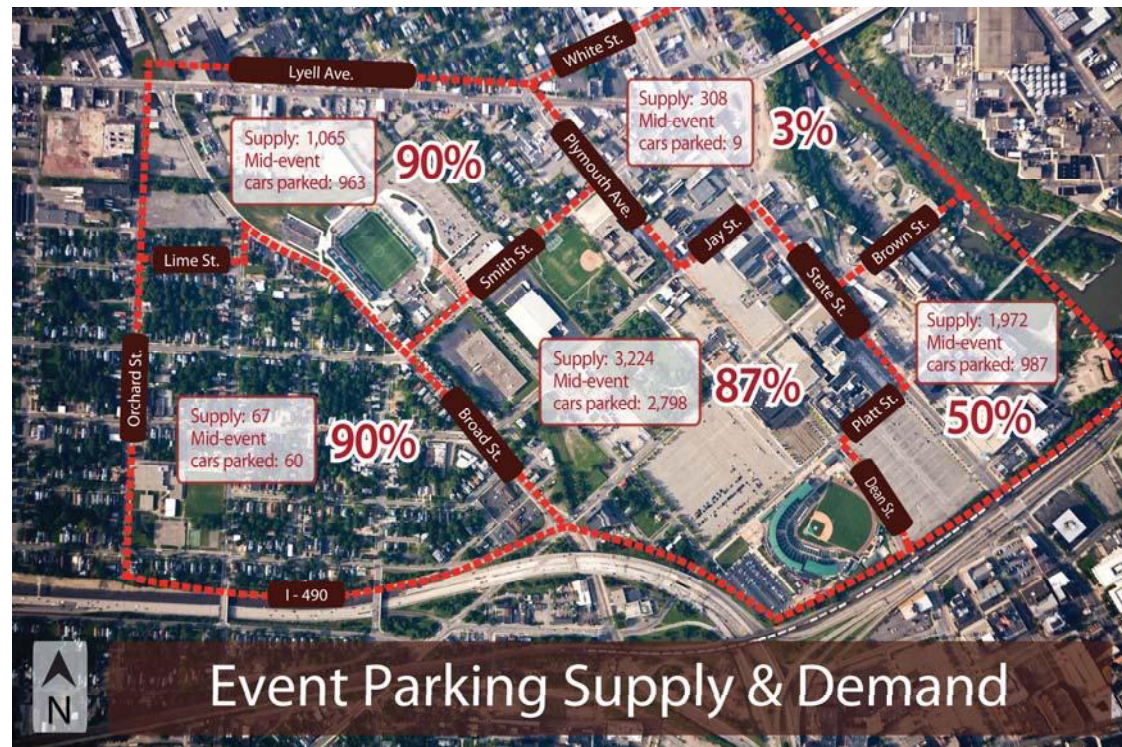 White St.
Lyell Ave.
Supply: 308
Mid-event
cars parked: 9
3%
Supply: 1,065
Mid-event
cars parked: 963
90%
Plymouth Ave.
Jay St.
Brown St.
Lime St.
Smith St.
State St.
Supply: 1,972
Mid-event
cars parked: 987
50%
Supply: 3,224
Mid-event
cars parked: 2,798
87%
Orchard St.
Supply: 67
Mid-event
cars parked: 60
90%
Broad St.
Platt St.
Dean St.
I - 490
N
Event Parking Supply & Demand